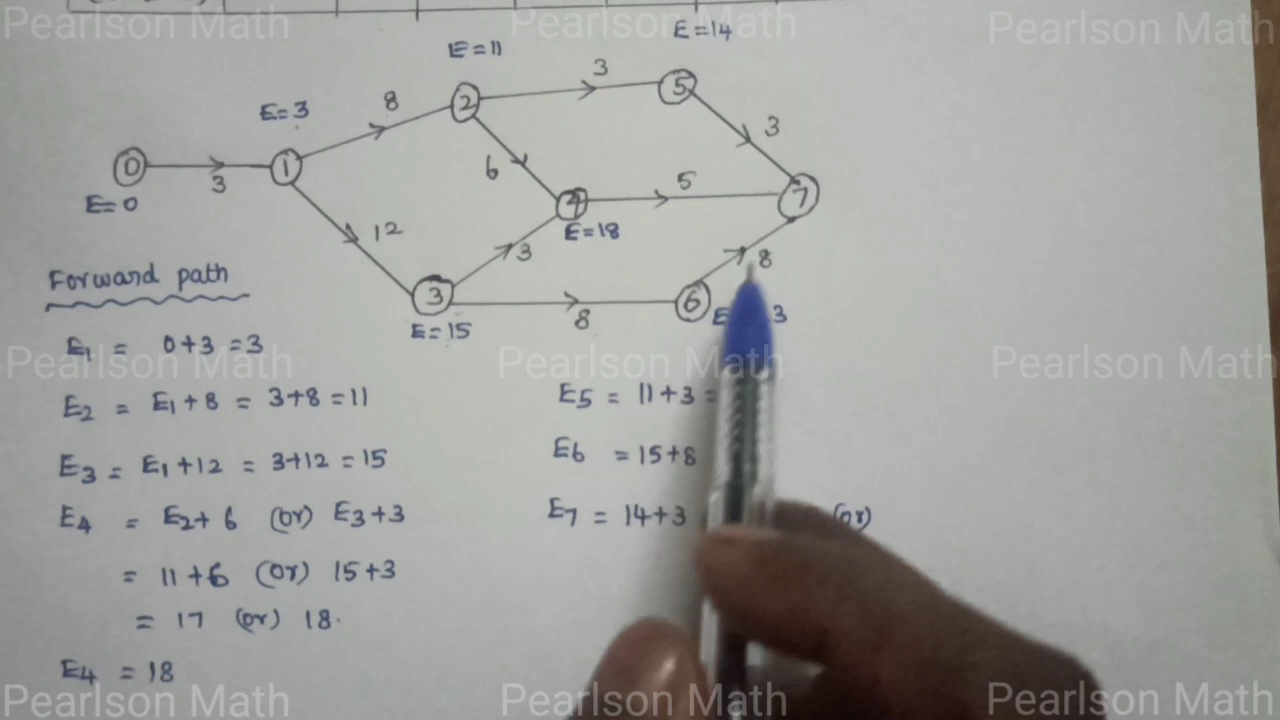 Pearlson Math Pearlson Math Pearlson Math
E=14
E=11
3
8
E=3
2
5
3
0
3
1
6
5
7
E=0
4
E=18
12
3
8
Forward path
3
8
6
E 3
E=15
E1 = 0+3 =3
Pearlson Math Pearlson Math Pearlson Math
E2 = E1+8 = 3+8 =11
E3 = E1+12 = 3+12 =15
E4 = E2+6 (or) E3+3
= 11+6 (or) 15+3
= 17 (or) 18.
E4 = 18
E5 = 11+3 =
E6 = 15+8
E7 = 14+3 (or)
Pearlson Math Pearlson Math Pearlson Math